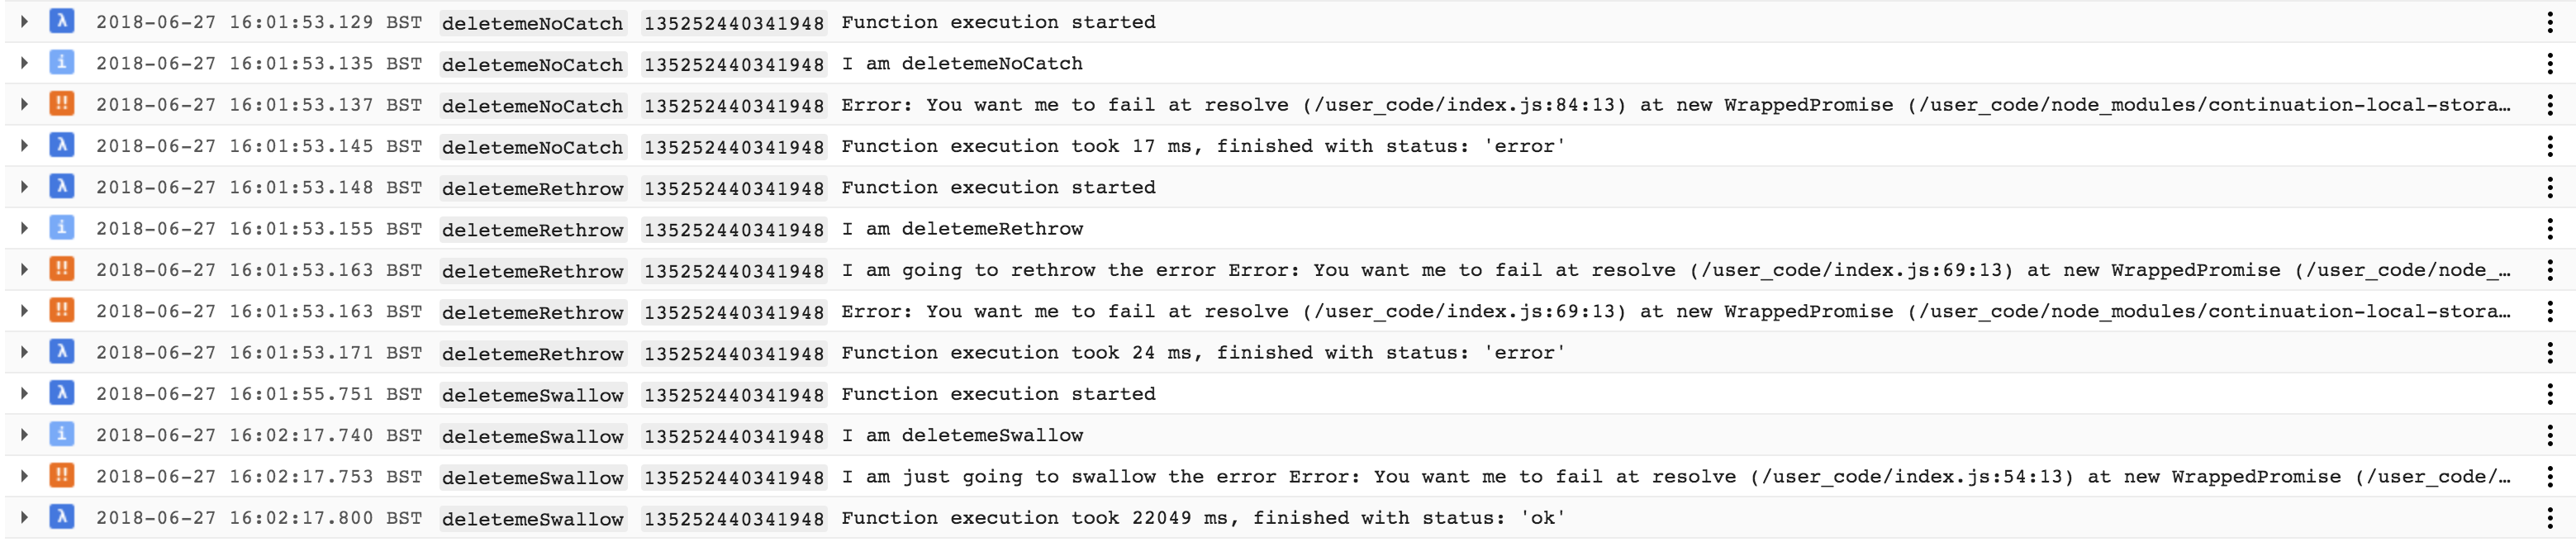 λ 2018-06-27 16:01:53.129 BST deletemeNoCatch 135252440341948 Function execution started
i 2018-06-27 16:01:53.135 BST deletemeNoCatch 135252440341948 I am deletemeNoCatch
!! 2018-06-27 16:01:53.137 BST deletemeNoCatch 135252440341948 Error: You want me to fail at resolve (/user_code/index.js:84:13) at new WrappedPromise (/user_code/node_modules/continuation-local-stora…
λ 2018-06-27 16:01:53.145 BST deletemeNoCatch 135252440341948 Function execution took 17 ms, finished with status: 'error'
λ 2018-06-27 16:01:53.148 BST deletemeRethrow 135252440341948 Function execution started
i 2018-06-27 16:01:53.155 BST deletemeRethrow 135252440341948 I am deletemeRethrow
!! 2018-06-27 16:01:53.163 BST deletemeRethrow 135252440341948 I am going to rethrow the error Error: You want me to fail at resolve (/user_code/index.js:69:13) at new WrappedPromise (/user_code/node_…
!! 2018-06-27 16:01:53.163 BST deletemeRethrow 135252440341948 Error: You want me to fail at resolve (/user_code/index.js:69:13) at new WrappedPromise (/user_code/node_modules/continuation-local-stora…
λ 2018-06-27 16:01:53.171 BST deletemeRethrow 135252440341948 Function execution took 24 ms, finished with status: 'error'
λ 2018-06-27 16:01:55.751 BST deletemeSwallow 135252440341948 Function execution started
i 2018-06-27 16:02:17.740 BST deletemeSwallow 135252440341948 I am deletemeSwallow
!! 2018-06-27 16:02:17.753 BST deletemeSwallow 135252440341948 I am just going to swallow the error Error: You want me to fail at resolve (/user_code/index.js:54:13) at new WrappedPromise (/user_code/…
λ 2018-06-27 16:02:17.800 BST deletemeSwallow 135252440341948 Function execution took 22049 ms, finished with status: 'ok'